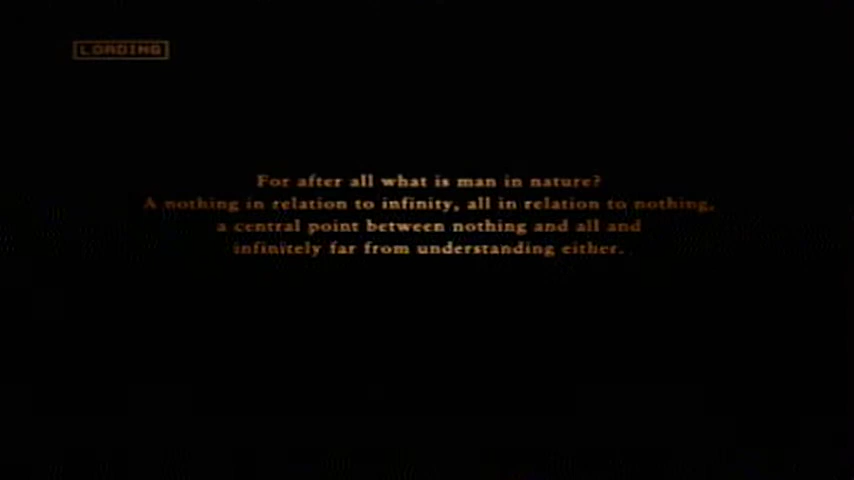 LOADING
For after all what is man in nature?
A nothing in relation to infinity, all in relation to nothing,
a central point between nothing and all and
infinitely far from understanding either.